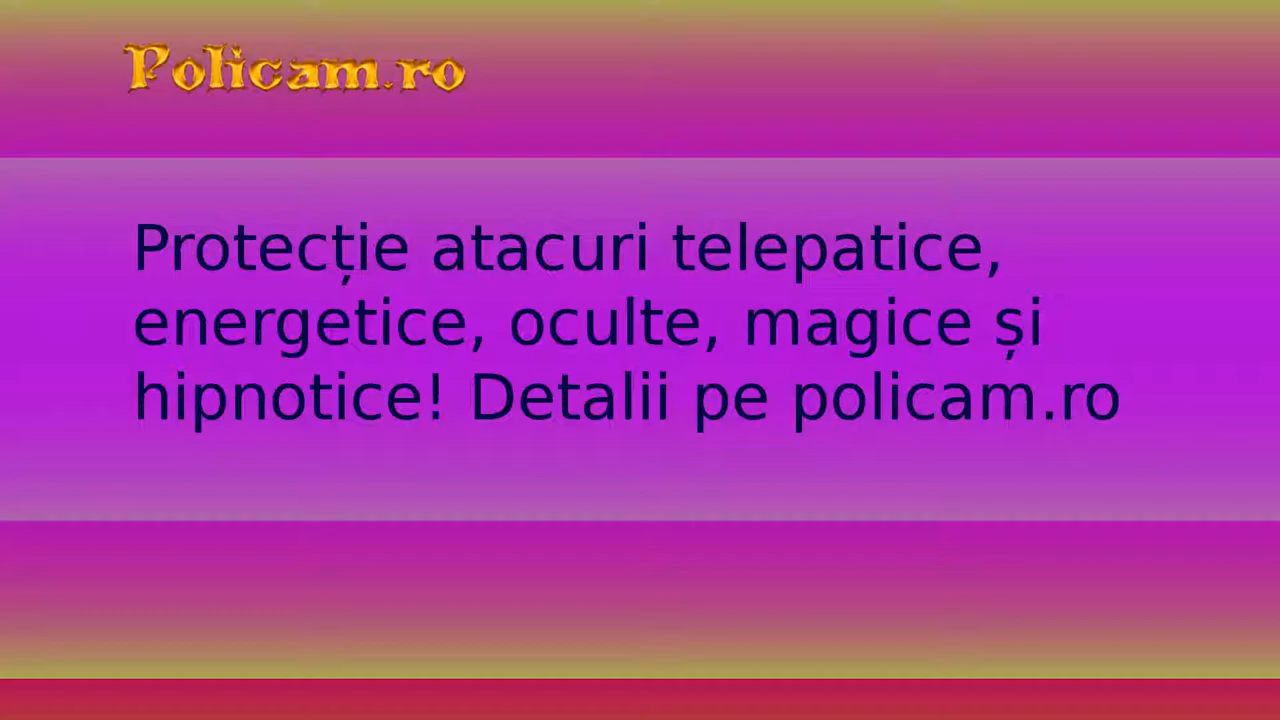 Policam.ro
Protecție atacuri telepatice,
energetice, oculte, magice și
hipnotice! Detalii pe policam.ro